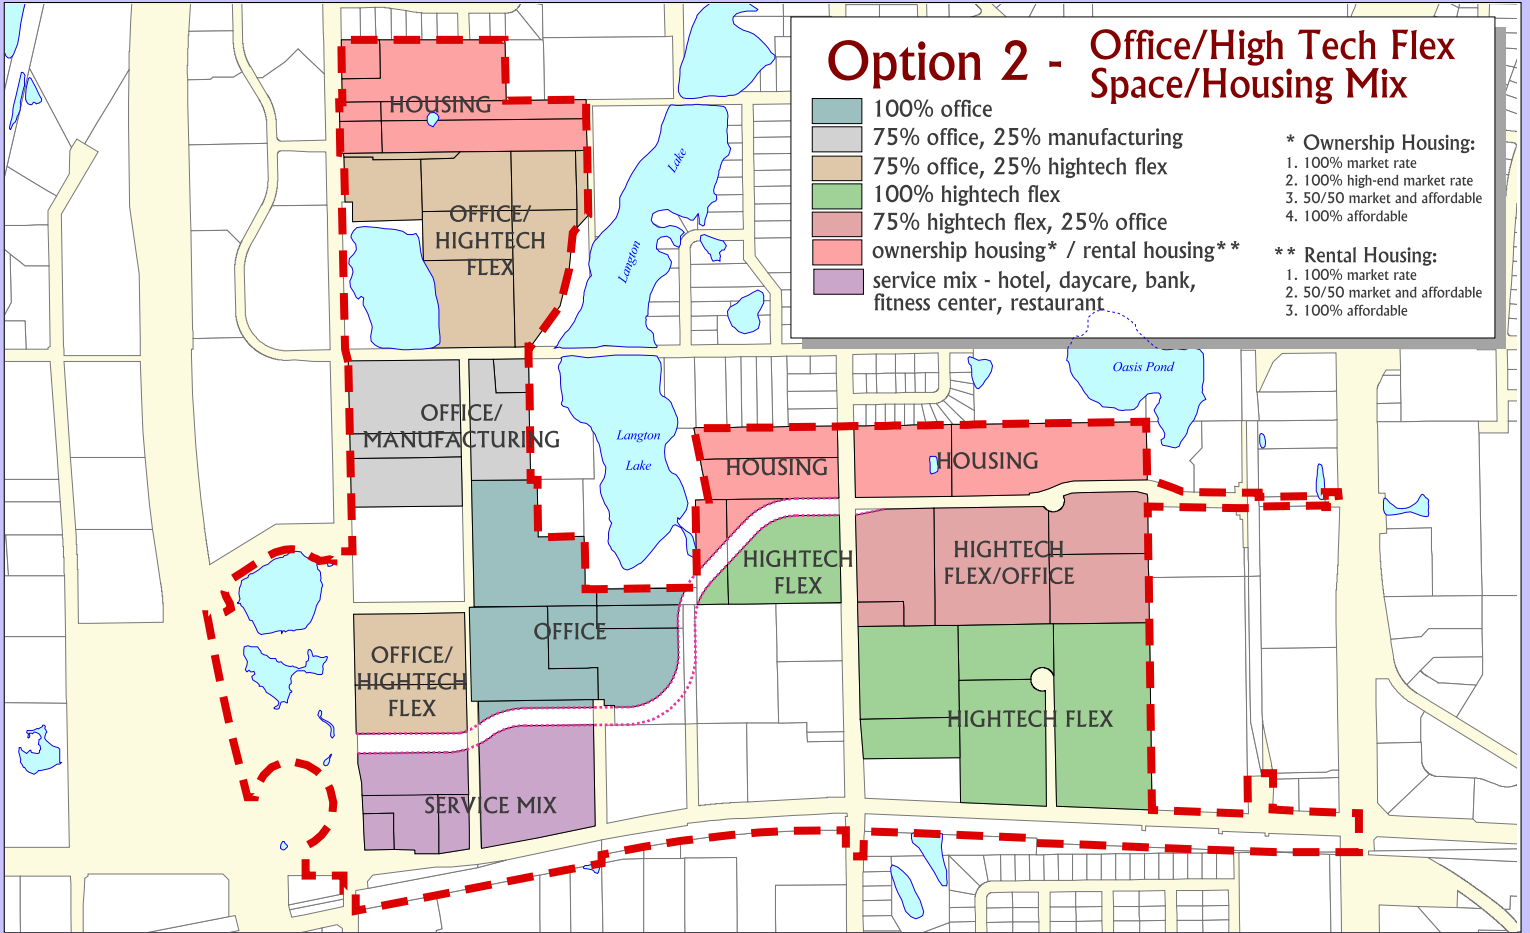 Option 2 -
Office/High Tech Flex
Space/Housing Mix
100% office
75% office, 25% manufacturing
75% office, 25% hightech flex
100% hightech flex
75% hightech flex, 25% office
ownership housing* / rental housing**
service mix - hotel, daycare, bank,
fitness center, restaurant
* Ownership Housing:
1. 100% market rate
2. 100% high-end market rate
3. 50/50 market and affordable
4. 100% affordable
** Rental Housing:
1. 100% market rate
2. 50/50 market and affordable
3. 100% affordable
HOUSING
OFFICE/
HIGHTECH
FLEX
Lake
Langton
Oasis Pond
OFFICE/
MANUFACTURING
Langton
Lake
HOUSING
HOUSING
HIGHTECH
FLEX
HIGHTECH
FLEX/OFFICE
OFFICE
OFFICE/
HIGHTECH
FLEX
HIGHTECH FLEX
SERVICE MIX